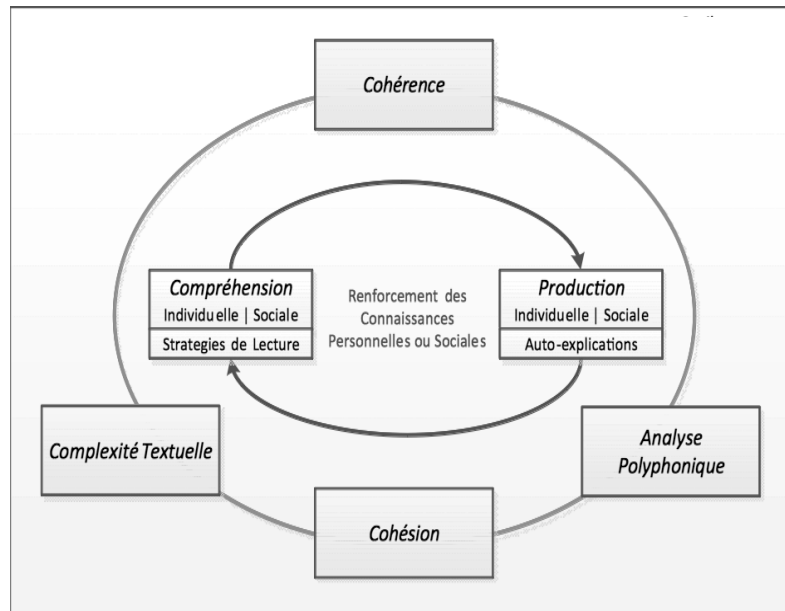 Cohérence
Compréhension
Individuelle | Sociale
Strategies de Lecture
Renforcement des
Connaissances
Personnelles ou Sociales
Production
Individuelle | Sociale
Auto-explications
Complexité Textuelle
Analyse
Polyphonique
Cohésion